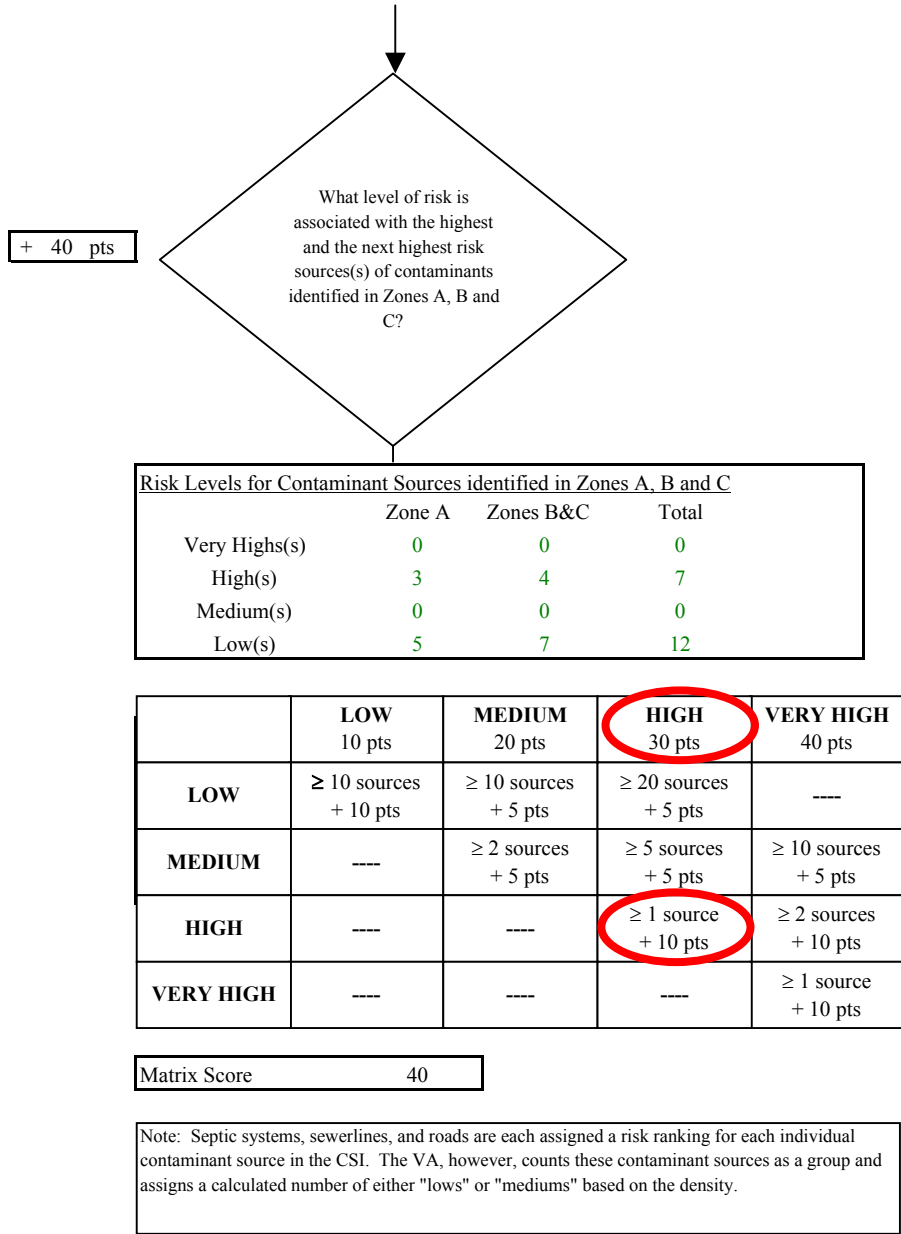 What level of risk is
associated with the highest
and the next highest risk
sources(s) of contaminants
identified in Zones A, B and
C?
+ 40 pts
Risk Levels for Contaminant Sources identified in Zones A, B and C
Zone A Zones B&C Total
Very Highs(s) 0 0 0
High(s) 3 4 7
Medium(s) 0 0 0
Low(s) 5 7 12
LOW MEDIUM HIGH VERY HIGH
10 pts 20 pts 30 pts 40 pts
LOW ≥ 10 sources ≥ 10 sources ≥ 20 sources ----
+ 10 pts + 5 pts + 5 pts
MEDIUM ---- ≥ 2 sources ≥ 5 sources ≥ 10 sources
+ 5 pts + 5 pts + 5 pts
HIGH ---- ---- ≥ 1 source ≥ 2 sources
+ 10 pts + 10 pts
VERY HIGH ---- ---- ---- ≥ 1 source
+ 10 pts
Matrix Score 40
Note: Septic systems, sewerlines, and roads are each assigned a risk ranking for each individual
contaminant source in the CSI. The VA, however, counts these contaminant sources as a group and
assigns a calculated number of either "lows" or "mediums" based on the density.